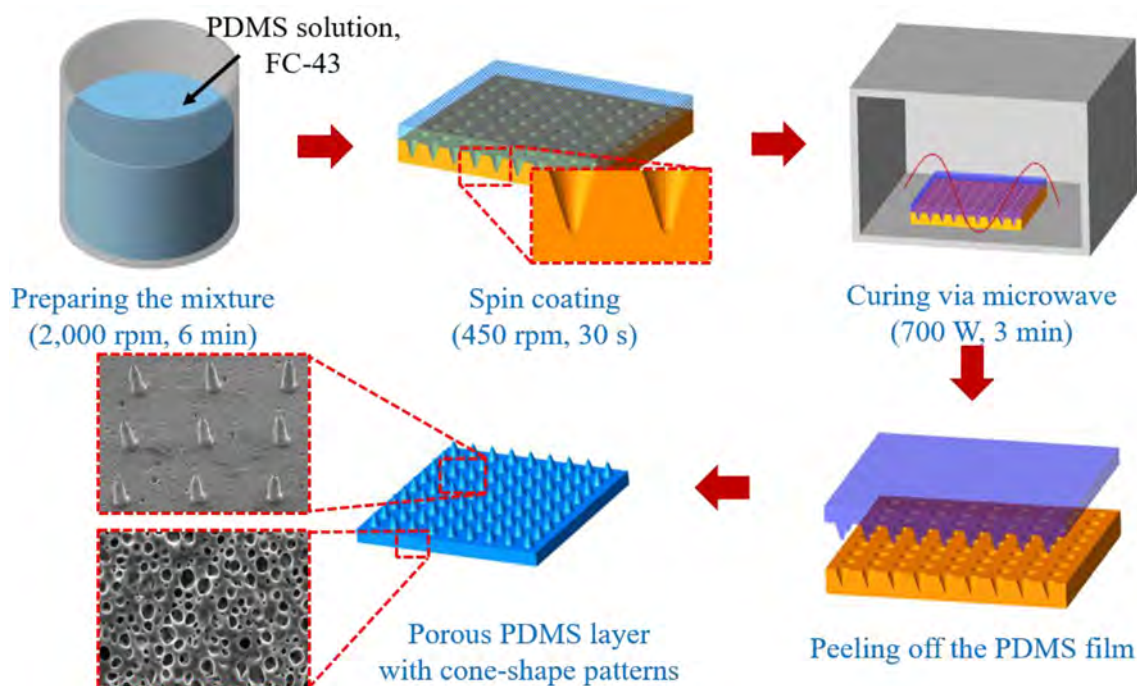 PDMS solution,
FC-43
Preparing the mixture
(2,000 rpm, 6 min)
Spin coating
(450 rpm, 30 s)
Curing via microwave
(700 W, 3 min)
Peeling off the PDMS film
Porous PDMS layer
with cone-shape patterns